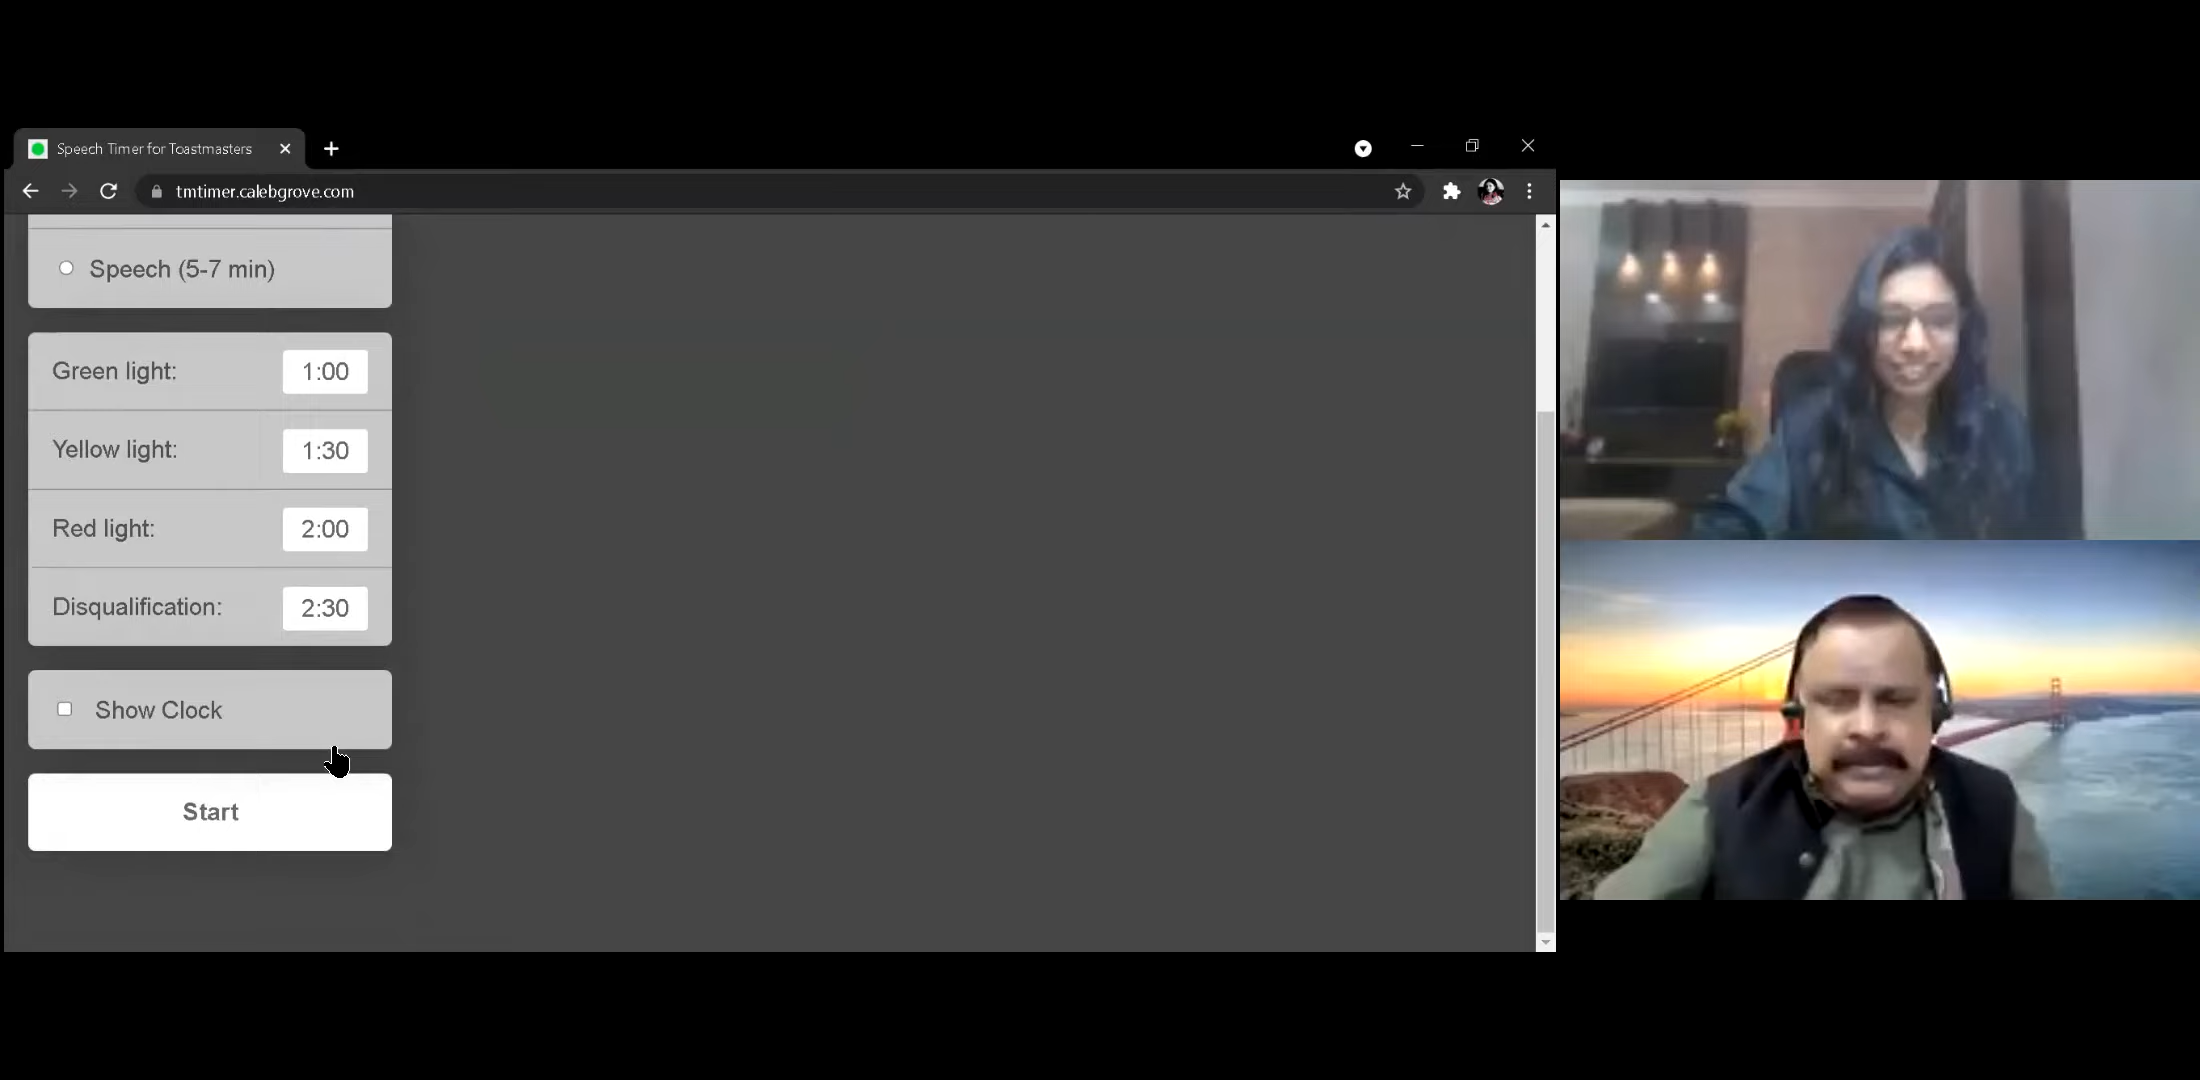 Speech Timer for Toastmasters
tmtimer.calebgrove.com
Speech (5-7 min)
Green light: 1:00
Yellow light: 1:30
Red light: 2:00
Disqualification: 2:30
Show Clock
Start